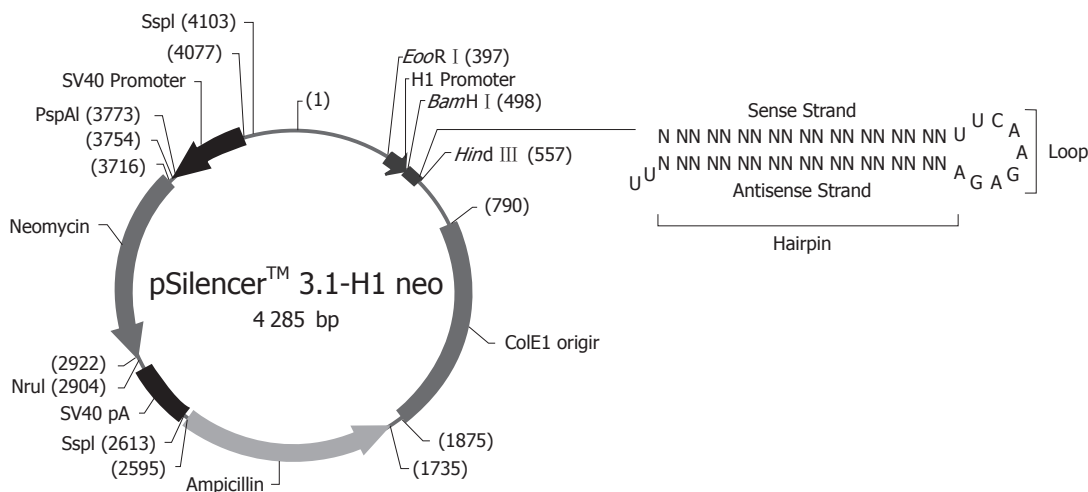 SspI (4103)
(4077)
SV40 Promoter
PspAI (3773)
(3754)
(3716)
Neomycin
(2922)
NruI (2904)
SV40 pA
SspI (2613)
(2595)
Ampicillin
(1)
EooR I (397)
H1 Promoter
BamH I (498)
Hind III (557)
(790)
ColE1 origir
(1875)
(1735)
pSilencer™ 3.1-H1 neo
4 285 bp
Sense Strand
N NN NN NN NN NN NN NN NN NN U U C A A G A G A
U U N NN NN NN NN NN NN NN NN NN
Antisense Strand
Hairpin
Loop